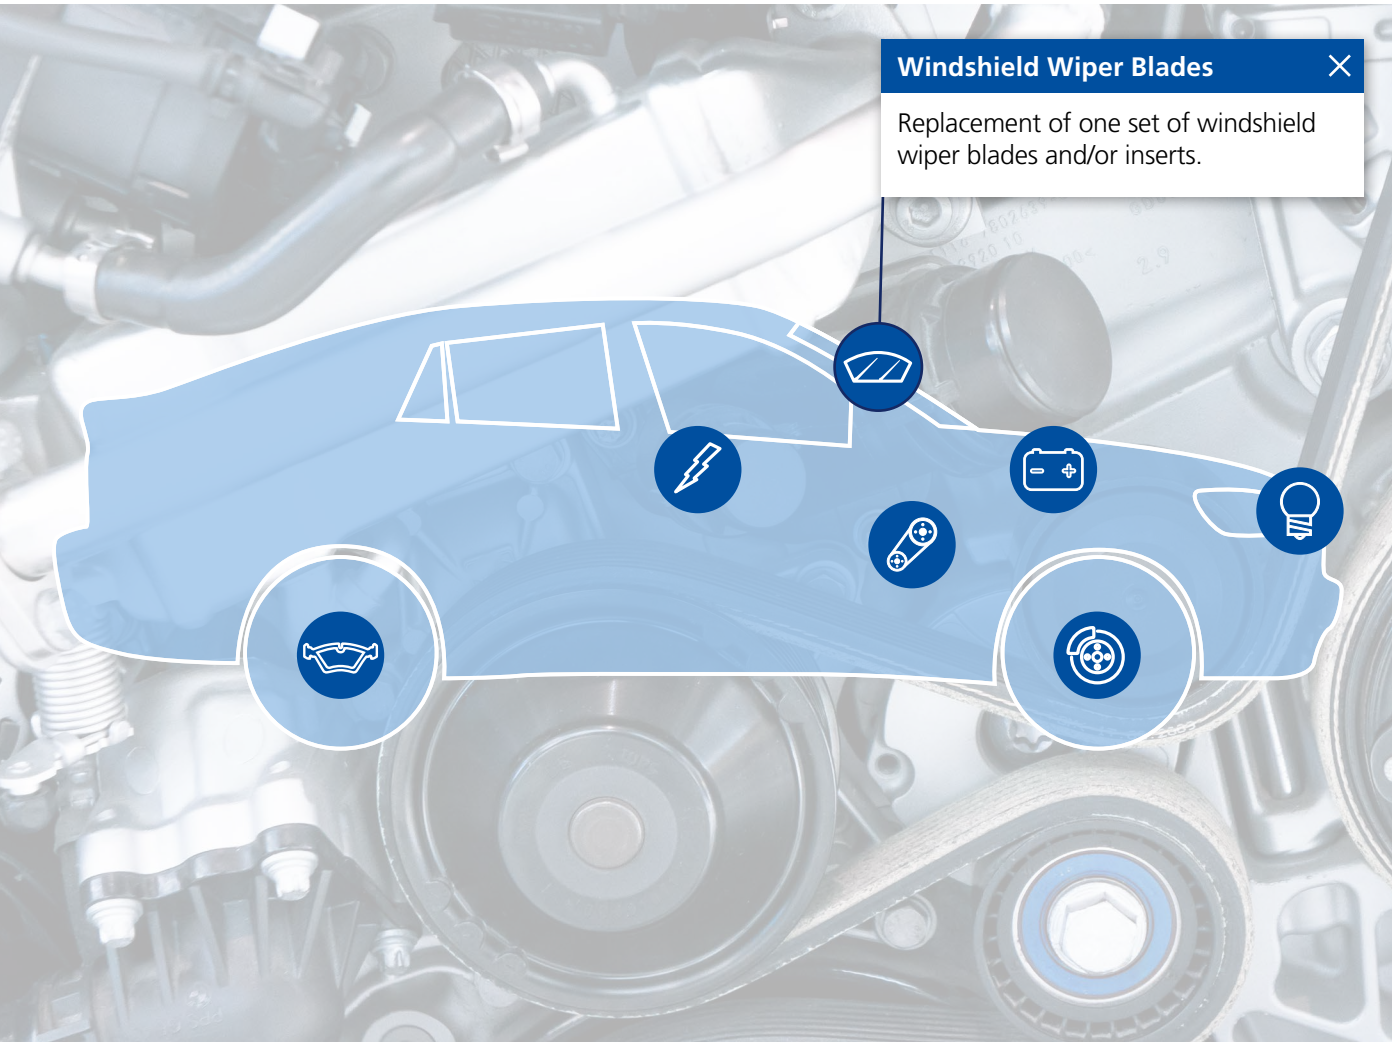 Windshield Wiper Blades
Replacement of one set of windshield
wiper blades and/or inserts.